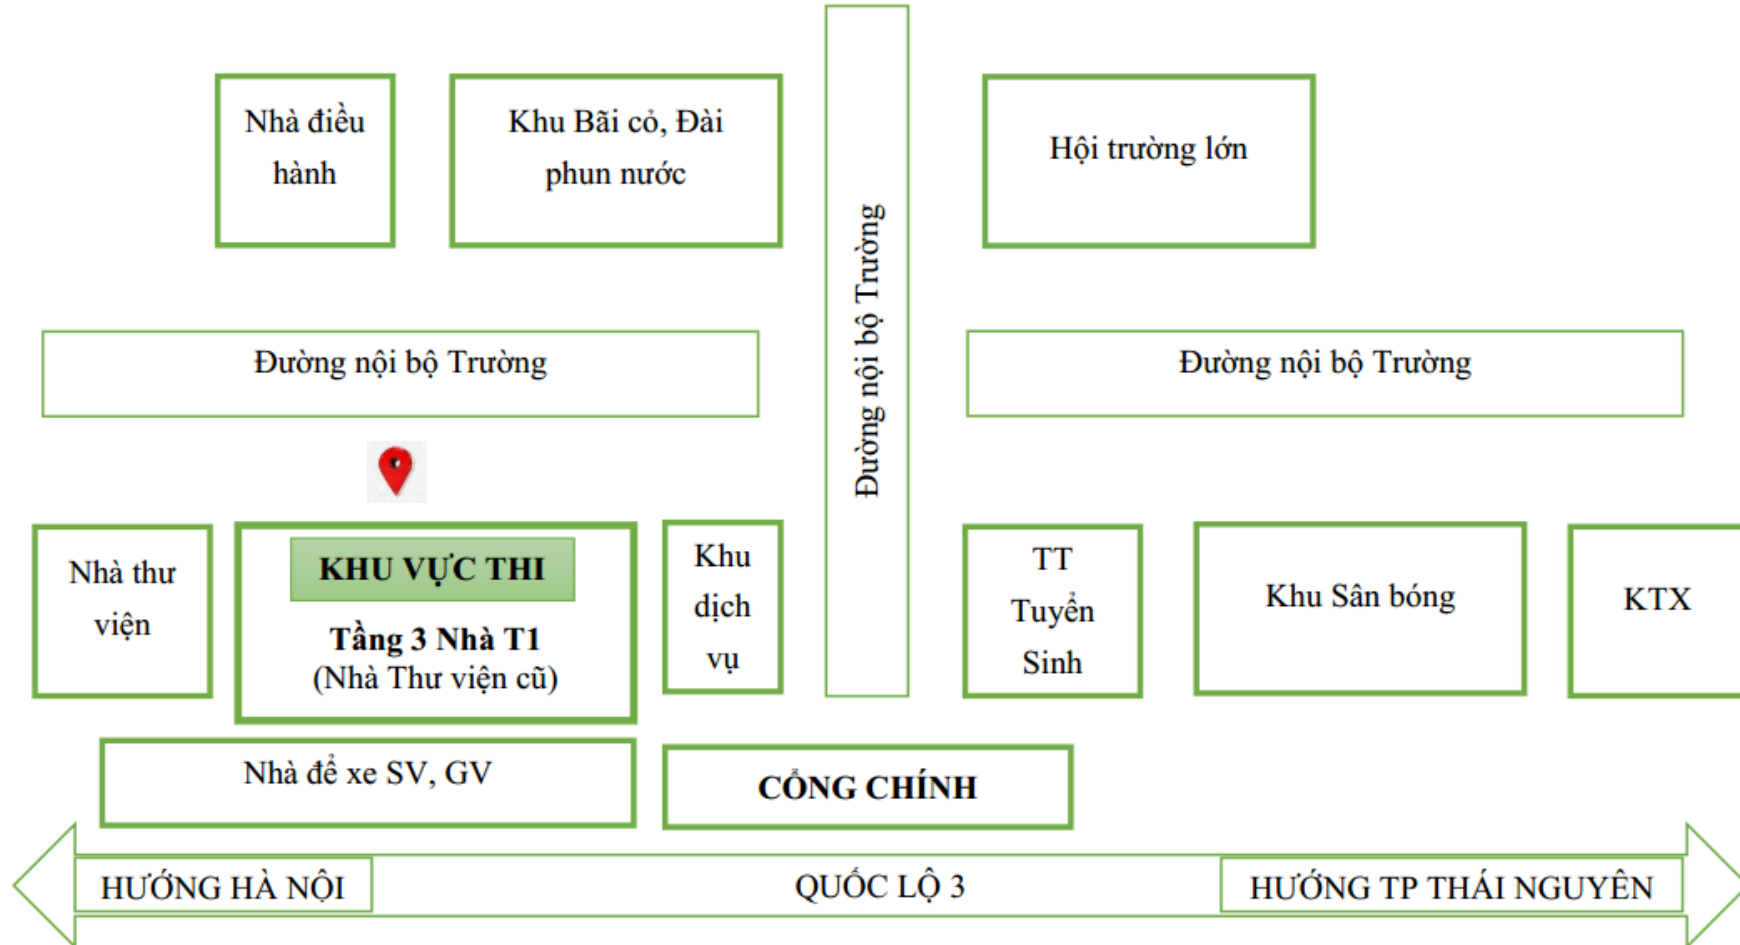 Nhà điều
hành
Khu Bãi cỏ, Đài
phun nước
Đường nội bộ Trường
Hội trường lớn
Đường nội bộ Trường
Đường nội bộ Trường
Nhà thư
viện
KHU VỰC THI
Tầng 3 Nhà T1
(Nhà Thư viện cũ)
Khu
dịch
vụ
TT
Tuyển
Sinh
Khu Sân bóng
KTX
Nhà để xe SV, GV
CỔNG CHÍNH
HƯỚNG HÀ NỘI
QUỐC LỘ 3
HƯỚNG TP THÁI NGUYÊN